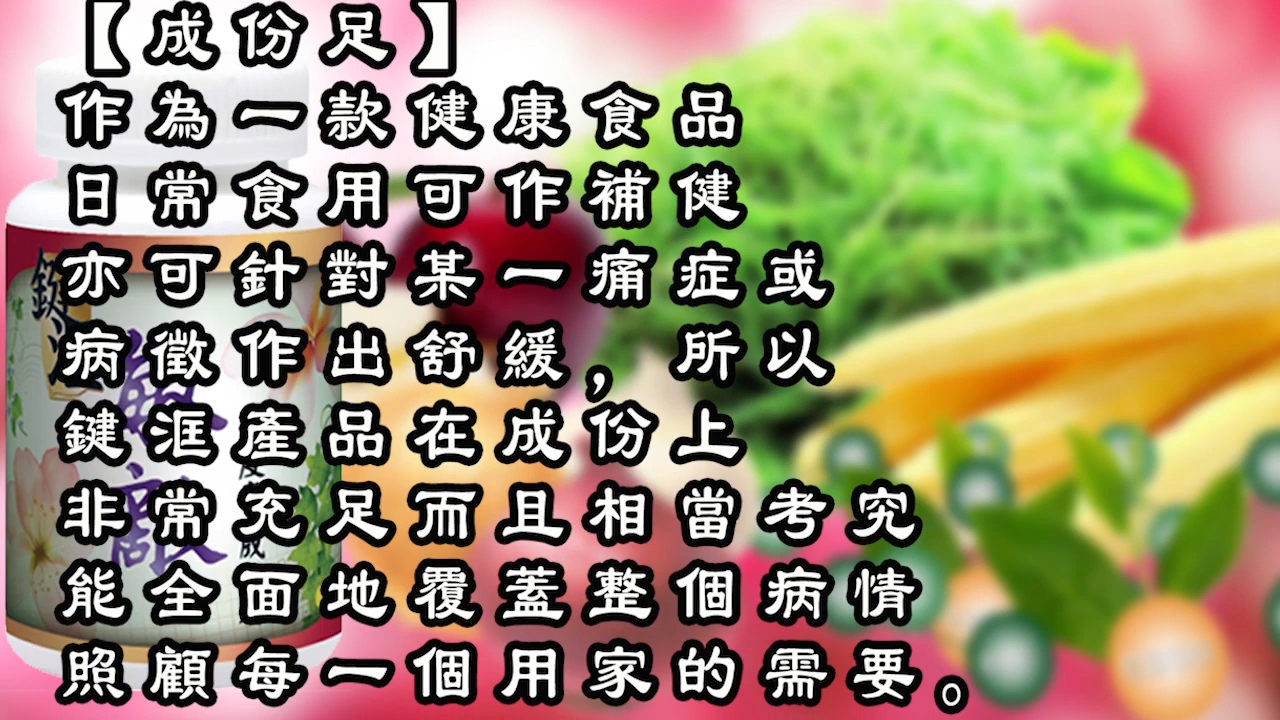 【成份足】
作為一款健康食品
日常食用可作補健
亦可針對某一痛症或
病徵作出舒緩，所以
鍵洭產品在成份上
非常充足而且相當考究
能全面地覆蓋整個病情
照顧每一個用家的需要。